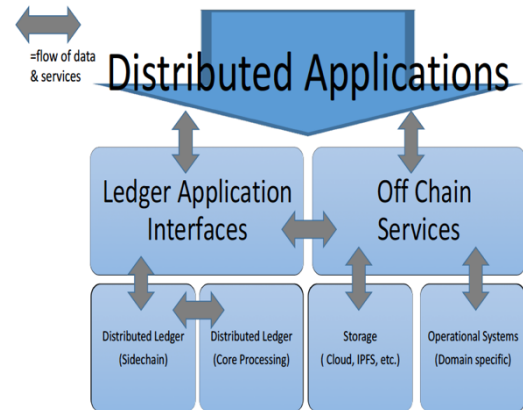 =flow of data
& services
Distributed Applications
Ledger Application
Interfaces
Off Chain
Services
Distributed Ledger
(Sidechain)
Distributed Ledger
(Core Processing)
Storage
( Cloud, IPFS, etc.)
Operational Systems
(Domain specific)